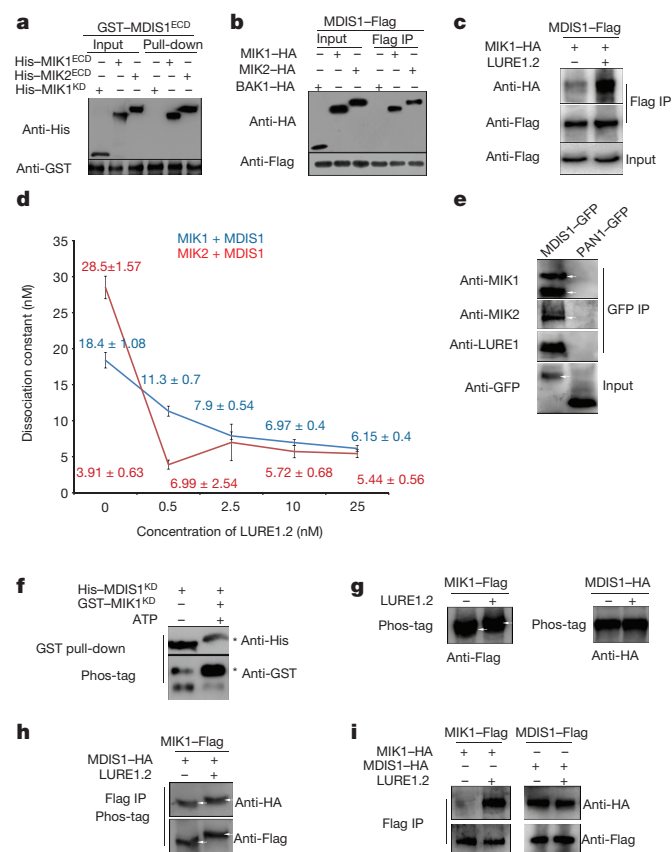 a
GST–MDIS1ECD
Input Pull-down
His–MIK1ECD – + – – + –
His–MIK2ECD – – + – – +
His–MIK1KD + – – + – –
Anti-His
Anti-GST
b
MDIS1–Flag
Input Flag IP
MIK1–HA – + – – + –
MIK2–HA – – + – – +
BAK1–HA + – – + – –
Anti-HA
Anti-Flag
c
MDIS1–Flag
MIK1–HA + +
LURE1.2 – +
Anti-HA
Anti-Flag
Flag IP
Anti-Flag
Input
d
MIK1 + MDIS1
MIK2 + MDIS1
Dissociation constant (nM)
35
30
25
20
15
10
5
0
28.5±1.57
18.4 ± 1.08
11.3 ± 0.7
7.9 ± 0.54
6.97 ± 0.4
6.15 ± 0.4
3.91 ± 0.63
6.99 ± 2.54
5.72 ± 0.68
5.44 ± 0.56
0 0.5 2.5 10 25
Concentration of LURE1.2 (nM)
e
MDIS1–GFP
PAN1–GFP
Anti-MIK1
Anti-MIK2
Anti-LURE1
GFP IP
Anti-GFP
Input
f
His–MDIS1KD + +
GST–MIK1KD – +
ATP – +
GST pull-down
Phos-tag
* Anti-His
* Anti-GST
g
MIK1–Flag
LURE1.2 – +
Phos-tag
Anti-Flag
MDIS1–HA
– +
Phos-tag
Anti-HA
h
MIK1–Flag
MDIS1–HA + +
LURE1.2 – +
Flag IP
Phos-tag
Anti-HA
Anti-Flag
i
MIK1–Flag MDIS1–Flag
MIK1–HA + + – –
MDIS1–HA – – + +
LURE1.2 – + – +
Flag IP
Anti-HA
Anti-Flag